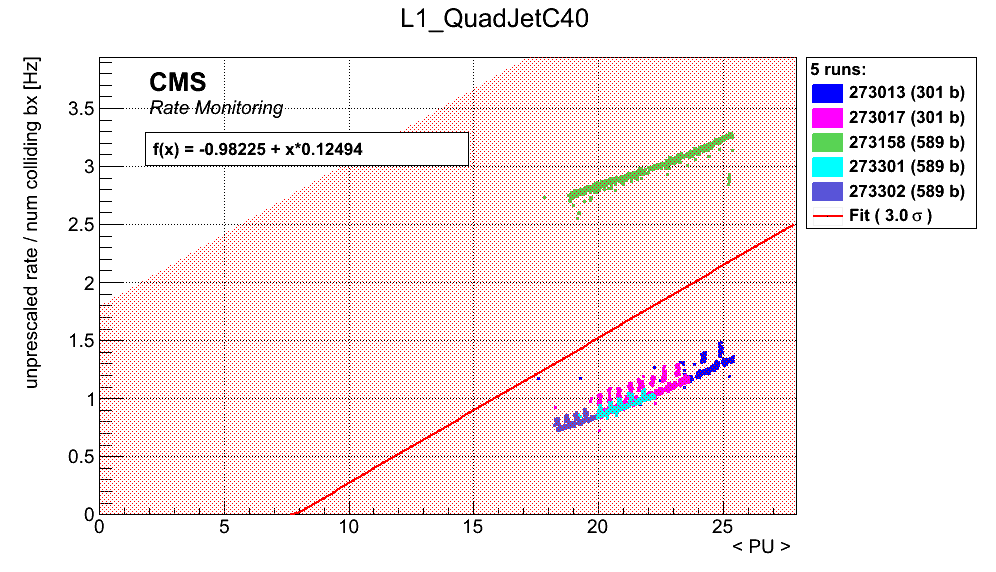 L1_QuadJetC40
unprescaled rate / num colliding bx [Hz]
CMS
Rate Monitoring
f(x) = -0.98225 + x*0.12494
3.5
3
2.5
2
1.5
1
0.5
0
0 5 10 15 20 25
< PU >
5 runs:
273013 (301 b)
273017 (301 b)
273158 (589 b)
273301 (589 b)
273302 (589 b)
Fit ( 3.0 σ )